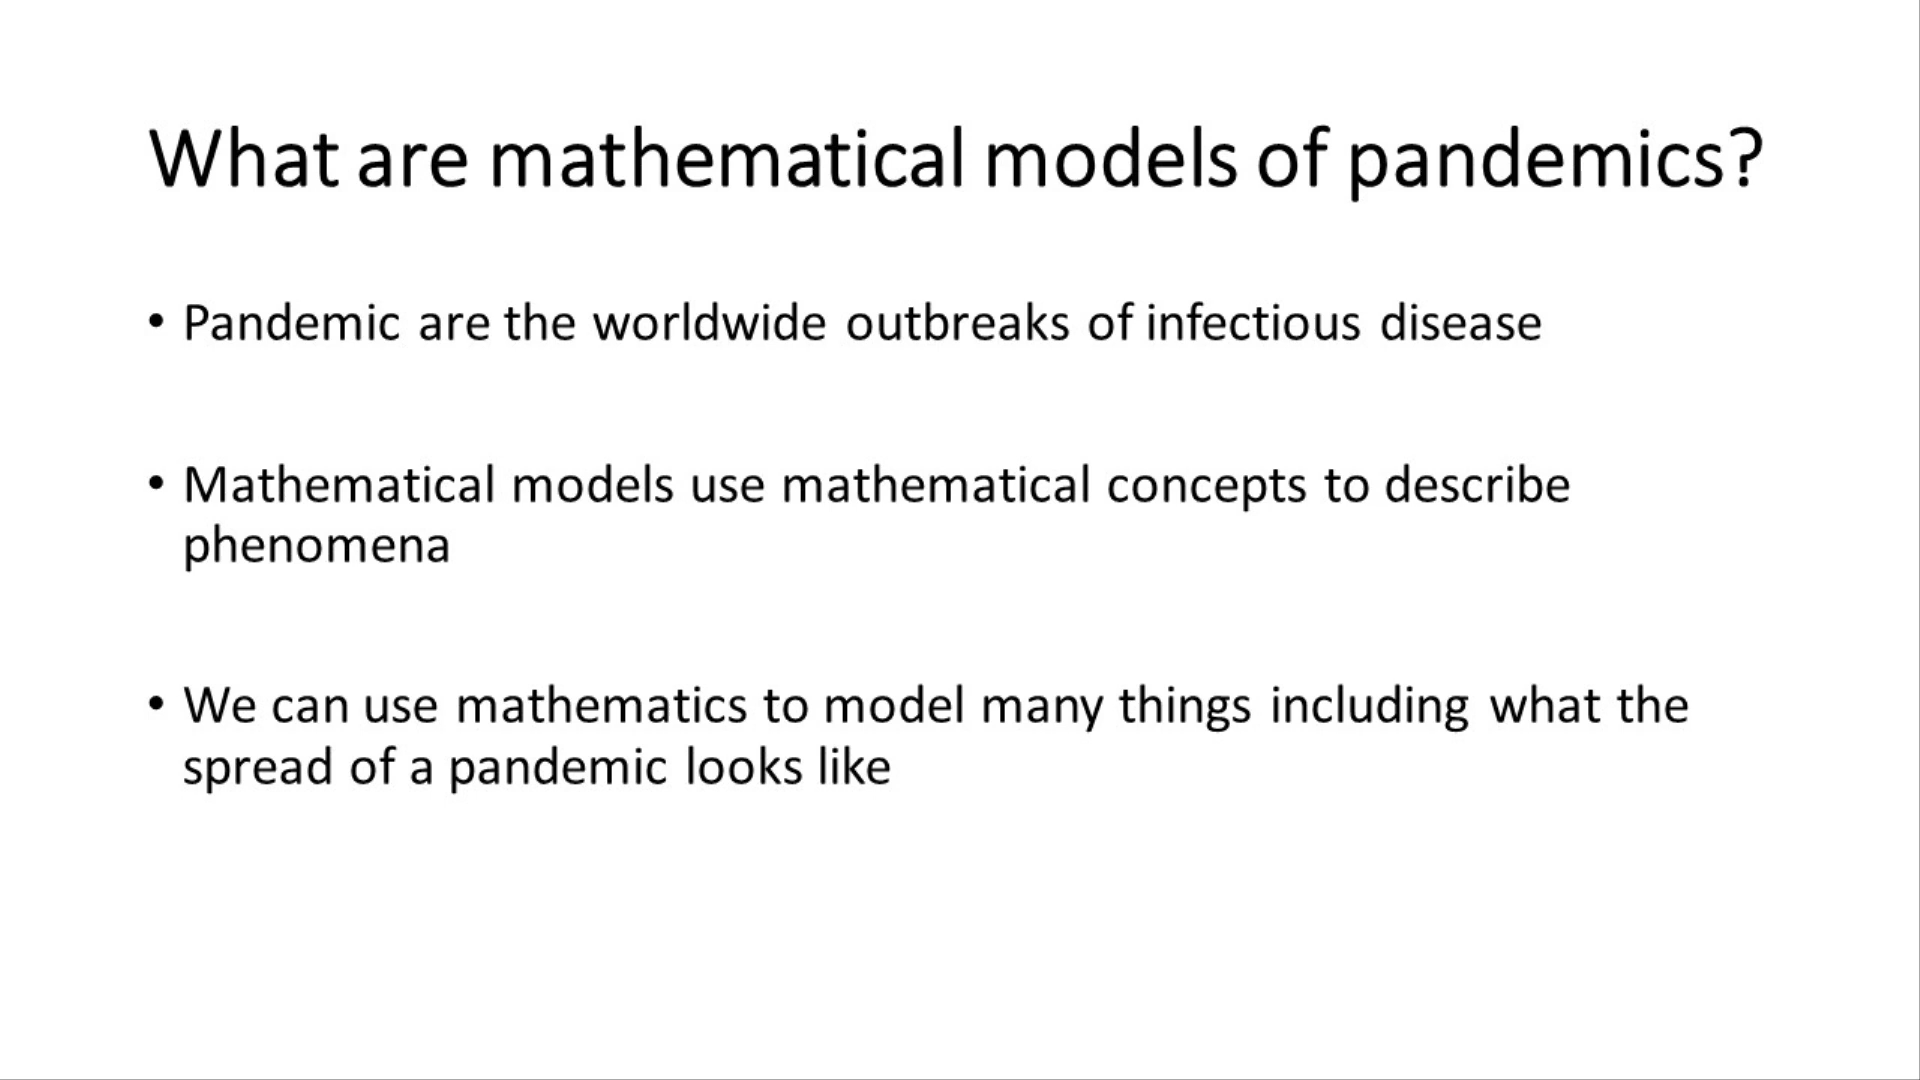 What are mathematical models of pandemics?
• Pandemic are the worldwide outbreaks of infectious disease
• Mathematical models use mathematical concepts to describe
phenomena
• We can use mathematics to model many things including what the
spread of a pandemic looks like